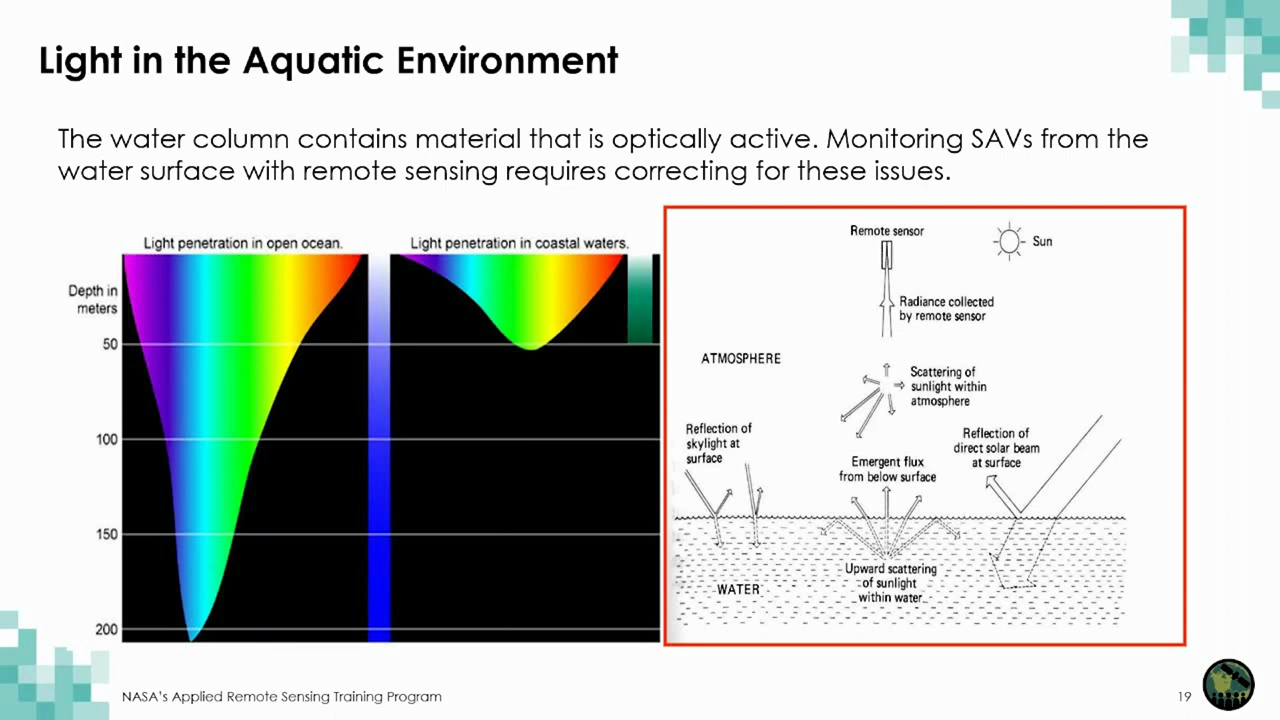 Light in the Aquatic Environment
The water column contains material that is optically active. Monitoring SAVs from the
water surface with remote sensing requires correcting for these issues.
Light penetration in open ocean.
Light penetration in coastal waters.
Depth in
meters
50
100
150
200
Remote sensor
Sun
Radiance collected
by remote sensor
ATMOSPHERE
Scattering of
sunlight within
atmosphere
Reflection of
skylight at
surface
Emergent flux
from below surface
Reflection of
direct solar beam
at surface
Upward scattering
of sunlight
within water
WATER
NASA's Applied Remote Sensing Training Program
19